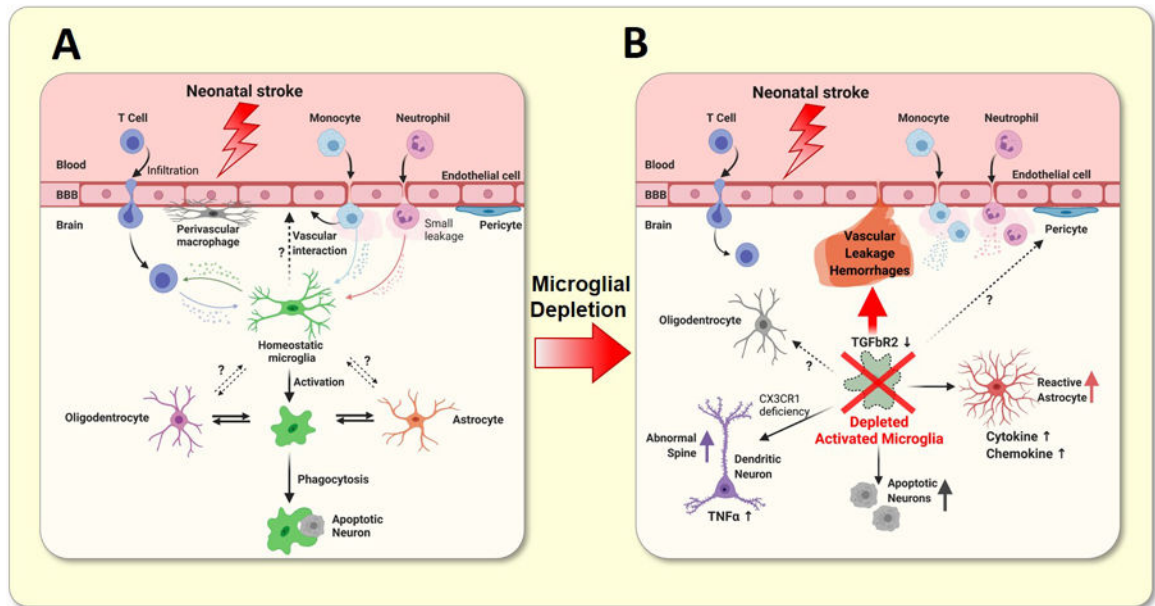 A
Neonatal stroke
T Cell
Monocyte
Neutrophil
Blood
Infiltration
Endothelial cell
BBB
Brain
Perivascular
macrophage
Vascular
interaction
?
Small
leakage
Pericyte
Homeostatic
microglia
?
?
Activation
Oligodentrocyte
Astrocyte
Phagocytosis
Apoptotic
Neuron
Microglial
Depletion
B
Neonatal stroke
T Cell
Monocyte
Neutrophil
Blood
Endothelial cell
BBB
Brain
Vascular
Leakage
Hemorrhages
Pericyte
?
Oligodentrocyte
TGFbR2 ↓
?
CX3CR1
deficiency
Depleted
Activated Microglia
Reactive
Astrocyte
Cytokine ↑
Chemokine ↑
Abnormal
Spine
Dendritic
Neuron
TNFα ↑
Apoptotic
Neurons